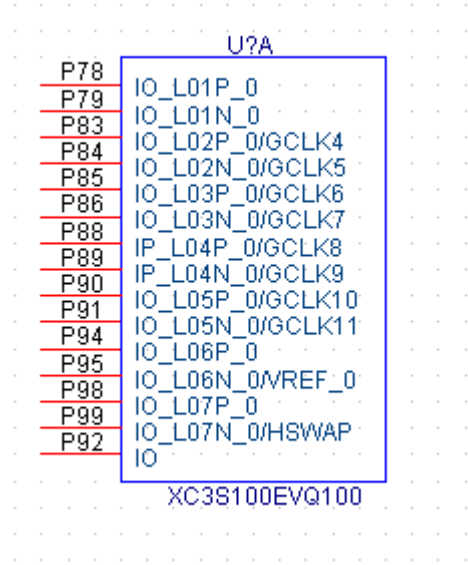 U?A
P78 IO_L01P_0
P79 IO_L01N_0
P83 IO_L02P_0/GCLK4
P84 IO_L02N_0/GCLK5
P85 IO_L03P_0/GCLK6
P86 IO_L03N_0/GCLK7
P88 IP_L04P_0/GCLK8
P89 IP_L04N_0/GCLK9
P90 IO_L05P_0/GCLK10
P91 IO_L05N_0/GCLK11
P94 IO_L06P_0
P95 IO_L06N_0/VREF_0
P98 IO_L07P_0
P99 IO_L07N_0/HSWAP
P92 IO
XC3S100EVQ100